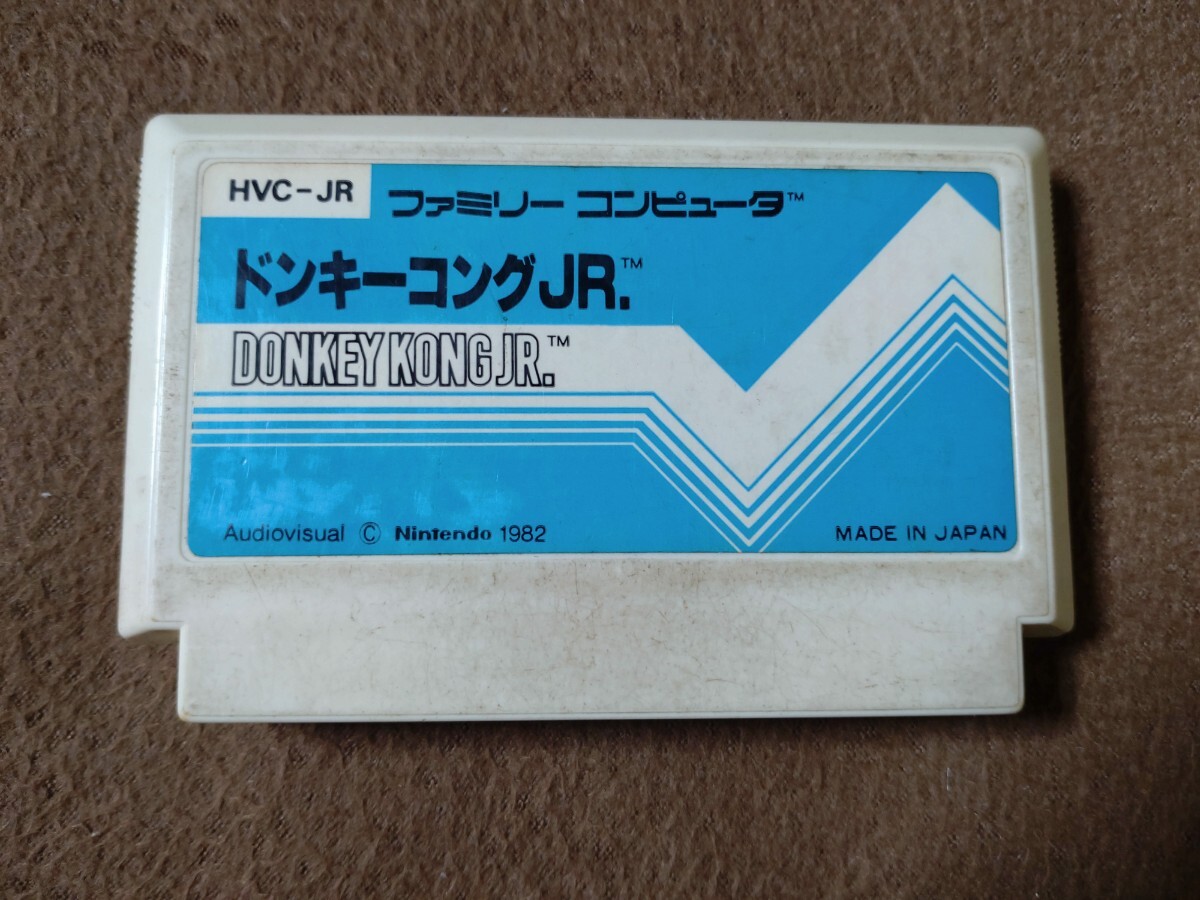 HVC-JR ファミリー コンピュータ™
ドンキーコングJR.™
DONKEY KONG JR.™
Audiovisual © Nintendo 1982 MADE IN JAPAN